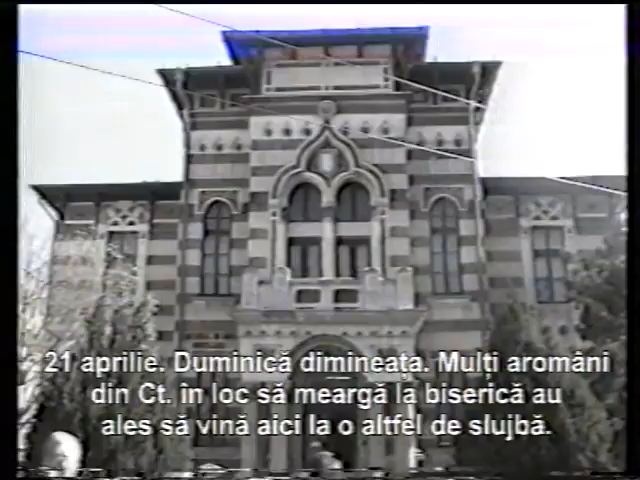 21 aprilie. Duminică dimineața. Mulți aromâni
din Ct. în loc să meargă la biserică au
ales să vină aici la o altfel de slujbă.